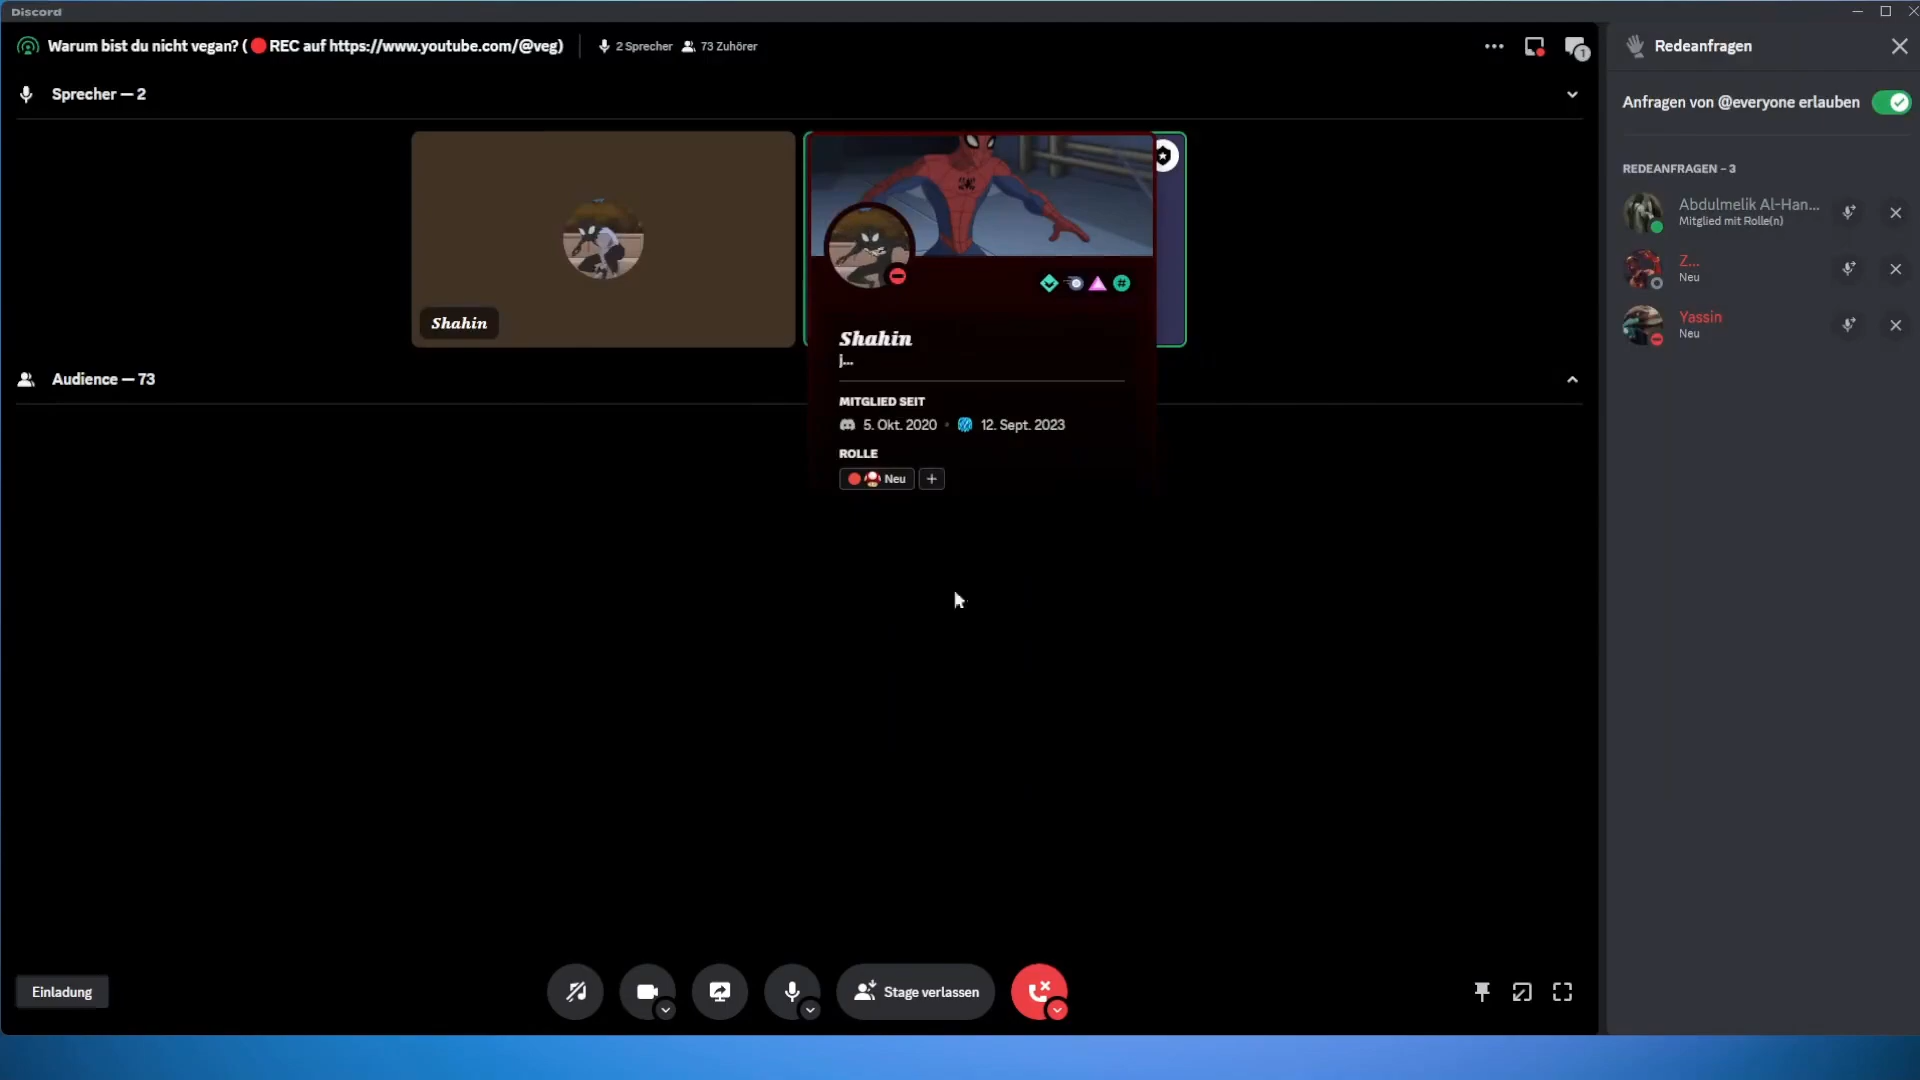 Discord
Warum bist du nicht vegan? (🔴REC auf https://www.youtube.com/@veg)
2 Sprecher
73 Zuhörer
1
Redeanfragen
Sprecher — 2
Anfragen von @everyone erlauben
REDEANFRAGEN – 3
Abdulmelik Al-Han...
Mitglied mit Rolle(n)
Z...
Neu
Yassin
Neu
Shahin
Shahin
j...
Audience — 73
MITGLIED SEIT
5. Okt. 2020 • 12. Sept. 2023
ROLLE
Neu +
Einladung
Stage verlassen